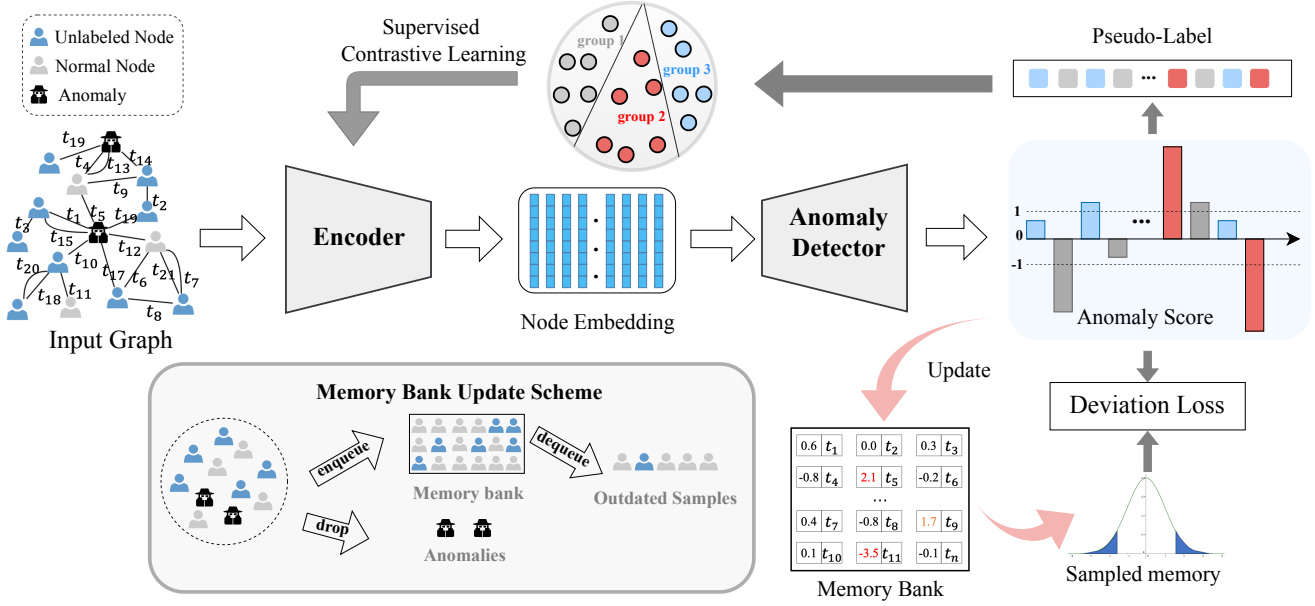 Unlabeled Node
Normal Node
Anomaly
t19
t4
t13
t14
t9
t2
t1
t5
t19
t3
t15
t12
t10
t20
t17
t6
t21
t7
t18
t11
t8
Input Graph
Supervised
Contrastive Learning
group 1
group 3
group 2
Encoder
Node Embedding
Anomaly
Detector
Pseudo-Label
...
1
0
-1
...
Anomaly Score
Update
Deviation Loss
Memory Bank Update Scheme
enqueue
drop
Memory bank
dequeue
Outdated Samples
Anomalies
0.6 t1 0.0 t2 0.3 t3
-0.8 t4 2.1 t5 -0.2 t6
...
0.4 t7 -0.8 t8 1.7 t9
0.1 t10 -3.5 t11 -0.1 tn
Memory Bank
Sampled memory